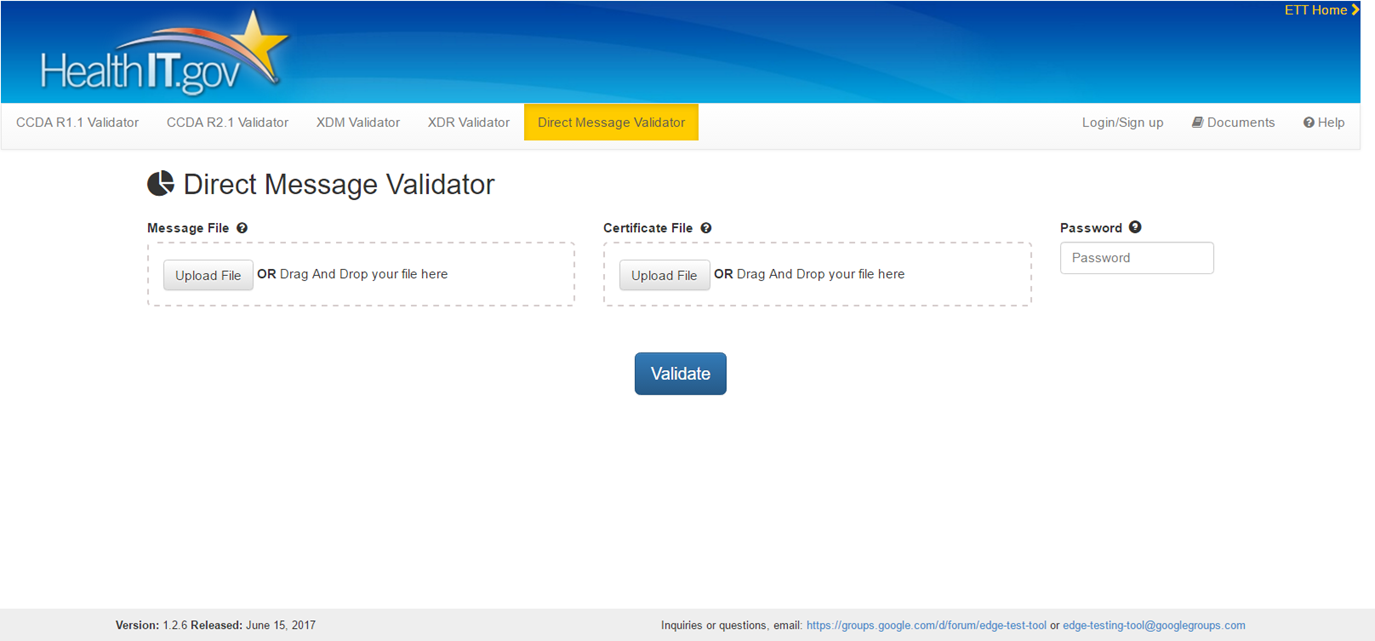 ETT Home
HealthIT.gov
CCDA R1.1 Validator CCDA R2.1 Validator XDM Validator XDR Validator Direct Message Validator Login/Sign up Documents Help
Direct Message Validator
Message File Certificate File Password
Upload File OR Drag And Drop your file here Upload File OR Drag And Drop your file here Password
Validate
Version: 1.2.6 Released: June 15, 2017 Inquiries or questions, email: https://groups.google.com/d/forum/edge-test-tool or edge-testing-tool@googlegroups.com